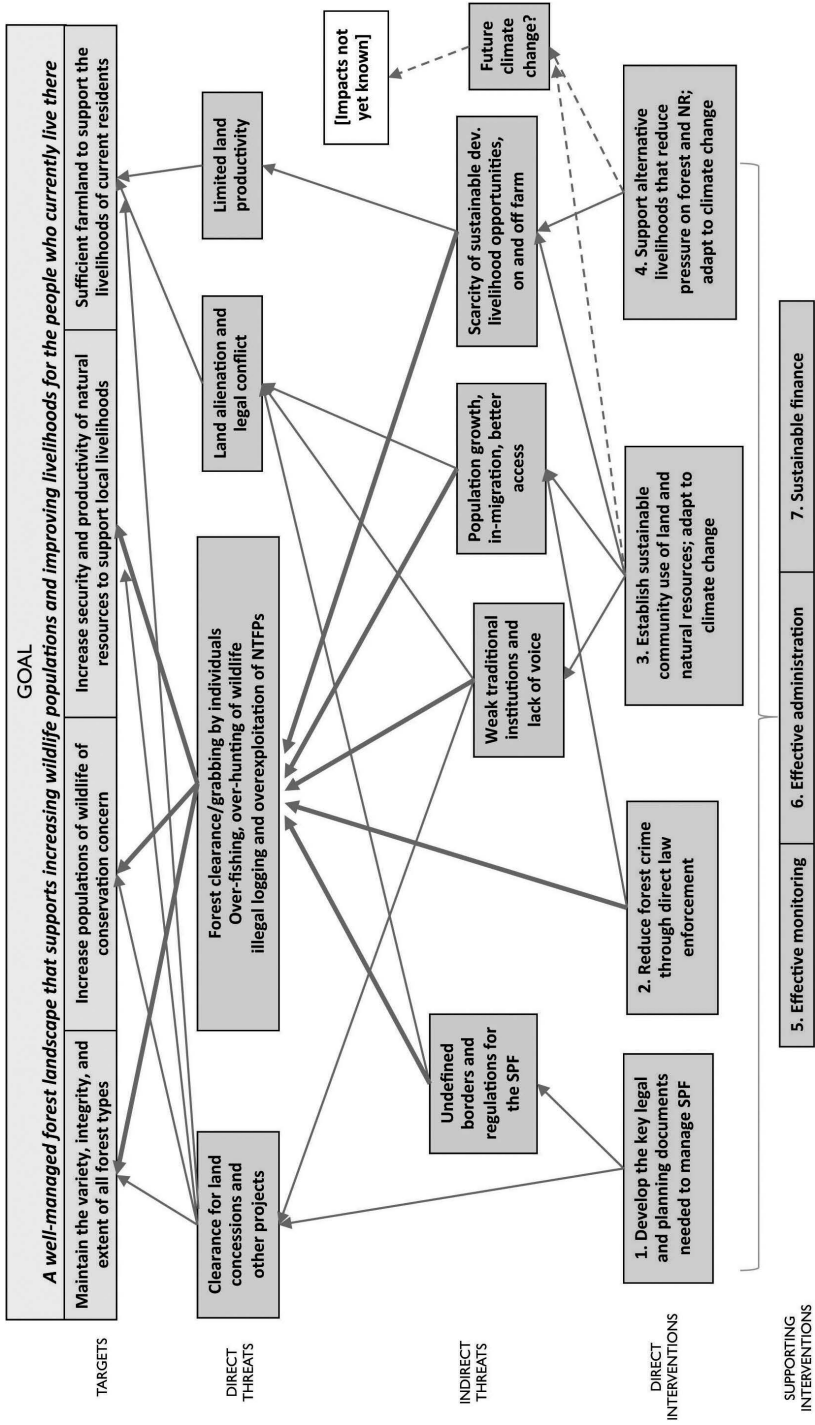 GOAL
A well-managed forest landscape that supports increasing wildlife populations and improving livelihoods for the people who currently live there
TARGETS
Maintain the variety, integrity, and
extent of all forest types
Increase populations of wildlife of
conservation concern
Increase security and productivity of natural
resources to support local livelihoods
Sufficient farmland to support the
livelihoods of current residents
DIRECT
THREATS
Clearance for land
concessions and
other projects
Forest clearance/grabbing by individuals
Over-fishing, over-hunting of wildlife
illegal logging and overexploitation of NTFPs
Land alienation and
legal conflict
Limited land
productivity
[Impacts not
yet known]
INDIRECT
THREATS
Undefined
borders and
regulations for
the SPF
Weak traditional
institutions and
lack of voice
Population growth,
in-migration, better
access
Scarcity of sustainable dev.
livelihood opportunities,
on and off farm
Future
climate
change?
DIRECT
INTERVENTIONS
1. Develop the key legal
and planning documents
needed to manage SPF
2. Reduce forest crime
through direct law
enforcement
3. Establish sustainable
community use of land and
natural resources; adapt to
climate change
4. Support alternative
livelihoods that reduce
pressure on forest and NR;
adapt to climate change
SUPPORTING
INTERVENTIONS
5. Effective monitoring
6. Effective administration
7. Sustainable finance